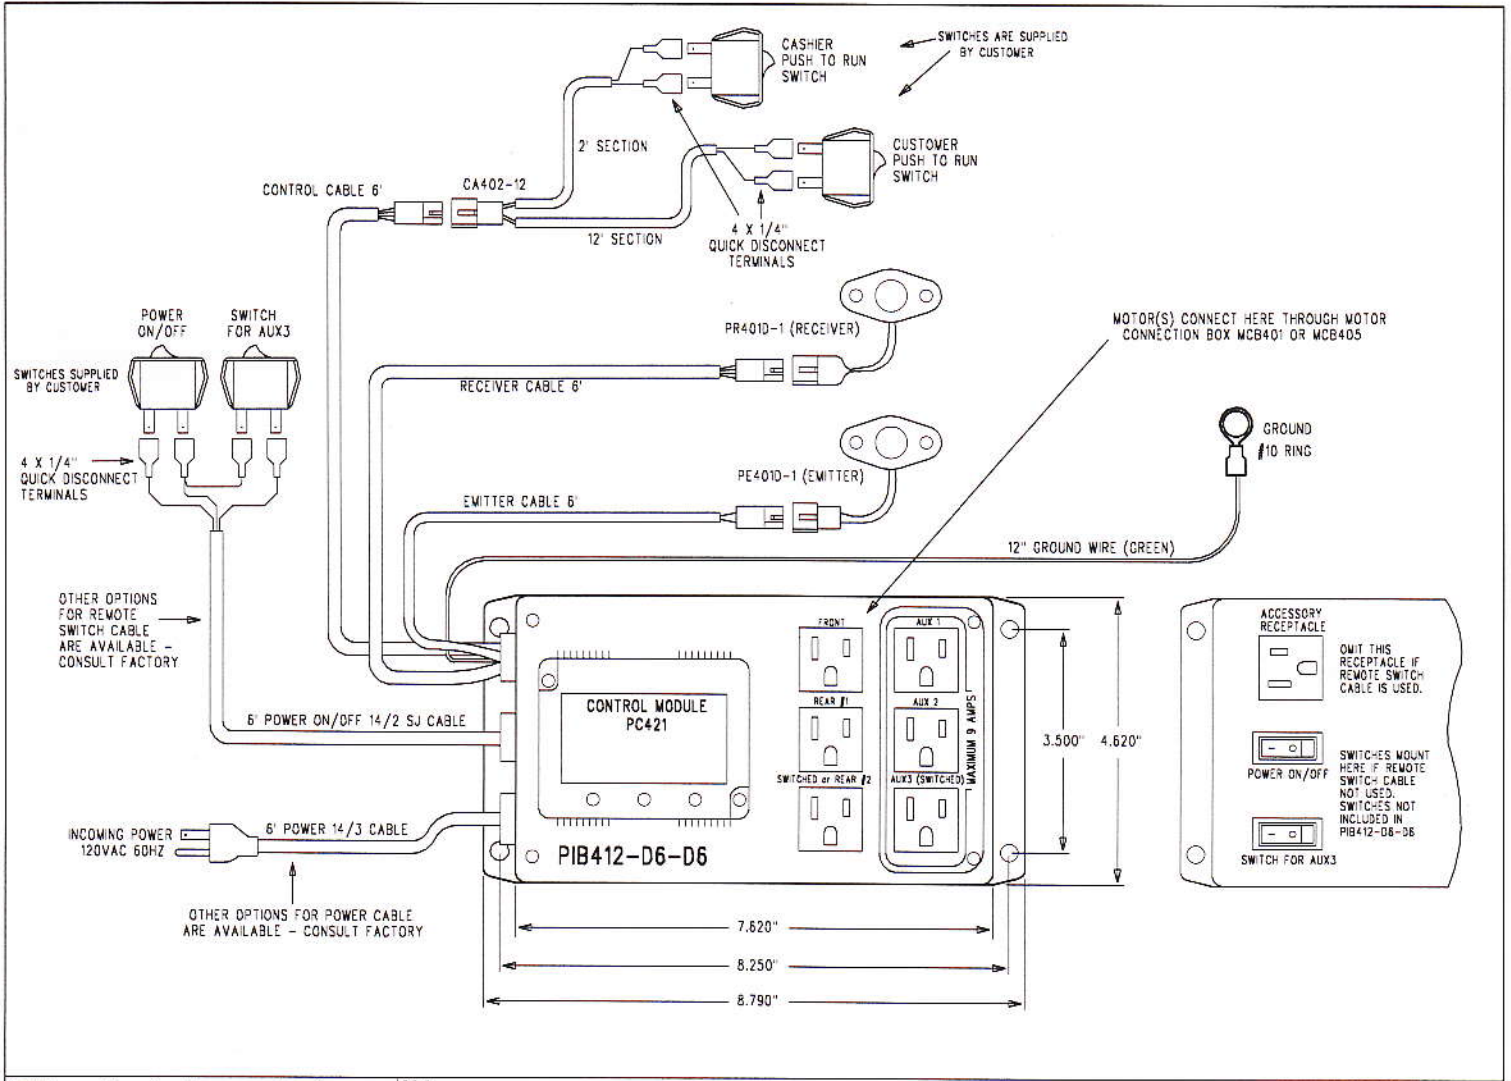 CASHIER
PUSH TO RUN
SWITCH
SWITCHES ARE SUPPLIED
BY CUSTOMER
2' SECTION
CUSTOMER
PUSH TO RUN
SWITCH
CONTROL CABLE 6'
CA402-12
12' SECTION
4 X 1/4"
QUICK DISCONNECT
TERMINALS
POWER
ON/OFF
SWITCH
FOR AUX3
SWITCHES SUPPLIED
BY CUSTOMER
4 X 1/4"
QUICK DISCONNECT
TERMINALS
PR401D-1 (RECEIVER)
RECEIVER CABLE 6'
MOTOR(S) CONNECT HERE THROUGH MOTOR
CONNECTION BOX MCB401 OR MCB405
GROUND
#10 RING
PE401D-1 (EMITTER)
EMITTER CABLE 6'
12" GROUND WIRE (GREEN)
OTHER OPTIONS
FOR REMOTE
SWITCH CABLE
ARE AVAILABLE -
CONSULT FACTORY
6' POWER ON/OFF 14/2 SJ CABLE
CONTROL MODULE
PC421
FRONT
REAR #1
SWITCHED or REAR #2
AUX 1
AUX 2
AUX3 (SWITCHED)
MAXIMUM 9 AMPS
3.500"
4.620"
ACCESSORY
RECEPTACLE
OMIT THIS
RECEPTACLE IF
REMOTE SWITCH
CABLE IS USED.
POWER ON/OFF
SWITCHES MOUNT
HERE IF REMOTE
SWITCH CABLE
NOT USED.
SWITCHES NOT
INCLUDED IN
PIB412-D6-D6
SWITCH FOR AUX3
INCOMING POWER
120VAC 60HZ
6' POWER 14/3 CABLE
PIB412-D6-D6
OTHER OPTIONS FOR POWER CABLE
ARE AVAILABLE - CONSULT FACTORY
7.620"
8.250"
8.790"